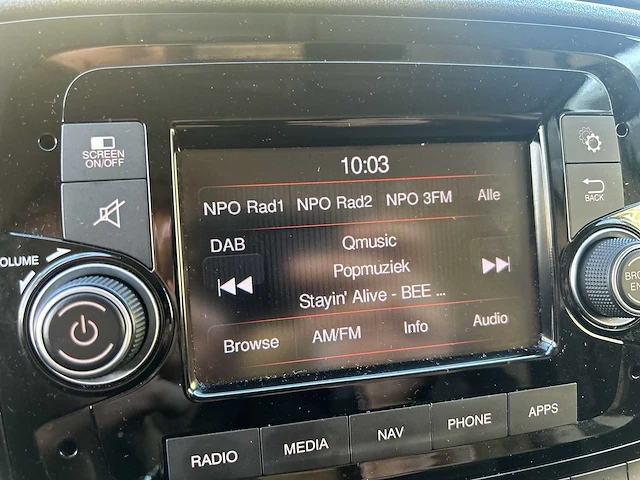 SCREEN
ON/OFF
VOLUME
10:03
NPO Rad1 NPO Rad2 NPO 3FM Alle
DAB Qmusic
Popmuziek
Stayin' Alive - BEE ...
Browse AM/FM Info Audio
BACK
RADIO MEDIA NAV PHONE APPS